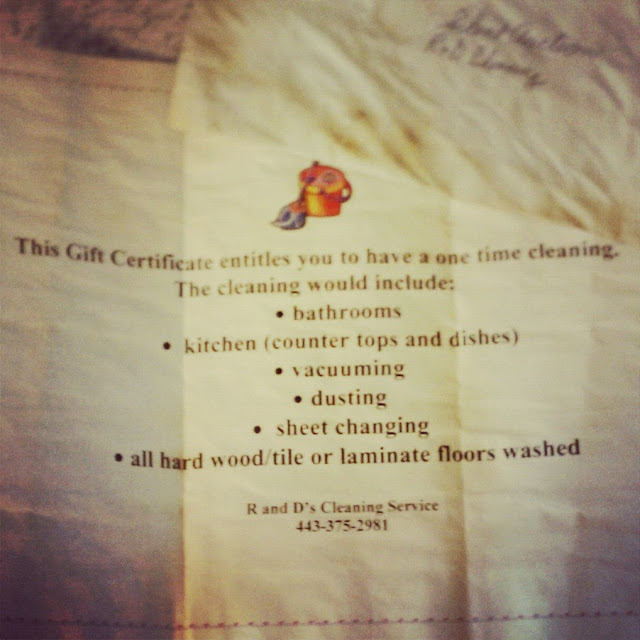 This Gift Certificate entitles you to have a one time cleaning.
The cleaning would include:
• bathrooms
• kitchen (counter tops and dishes)
• vacuuming
• dusting
• sheet changing
• all hard wood/tile or laminate floors washed
R and D's Cleaning Service
443-375-2981